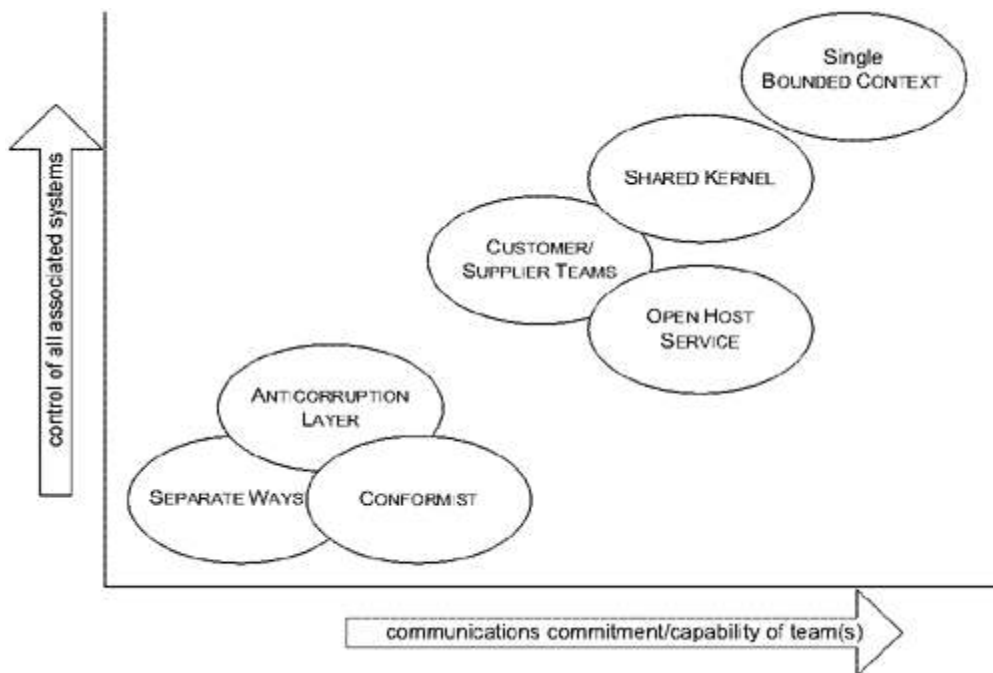 Single
BOUNDED CONTEXT
SHARED KERNEL
CUSTOMER/
SUPPLIER TEAMS
OPEN HOST
SERVICE
ANTICORRUPTION
LAYER
SEPARATE WAYS
CONFORMIST
control of all associated systems
communications commitment/capability of team(s)